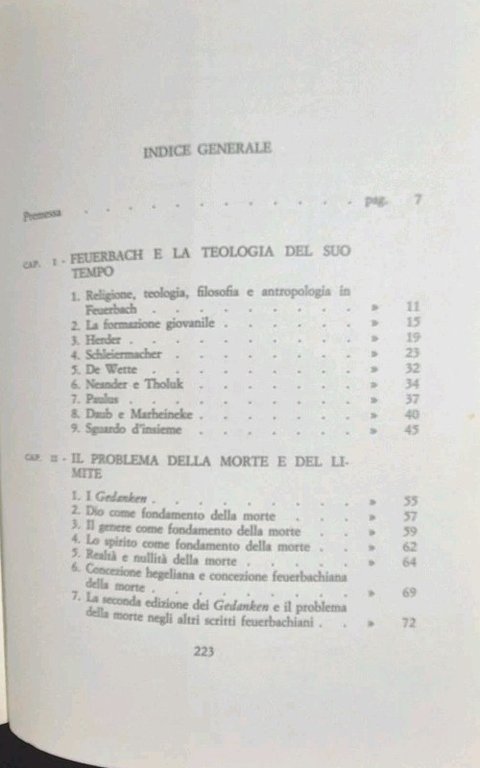 INDICE GENERALE
Premessa . . . . . . . . . . . pag. 7
CAP. I - FEUERBACH E LA TEOLOGIA DEL SUO
TEMPO
1. Religione, teologia, filosofia e antropologia in
Feuerbach . . . . . . . . . » 11
2. La formazione giovanile . . . . . . » 15
3. Herder . . . . . . . . . . » 19
4. Schleiermacher . . . . . . . . » 23
5. De Wette . . . . . . . . . » 32
6. Neander e Tholuk . . . . . . . » 34
7. Paulus . . . . . . . . . . » 37
8. Daub e Marheineke . . . . . . . » 40
9. Sguardo d'insieme . . . . . . . » 45
CAP. II - IL PROBLEMA DELLA MORTE E DEL LI-
MITE
1. I Gedanken . . . . . . . . . » 55
2. Dio come fondamento della morte . . . » 57
3. Il genere come fondamento della morte . . » 59
4. Lo spirito come fondamento della morte . . » 62
5. Realtà e nullità della morte . . . . . » 64
6. Concezione hegeliana e concezione feuerbachiana
della morte . . . . . . . . . » 69
7. La seconda edizione dei Gedanken e il problema
della morte negli altri scritti feuerbachiani . . » 72
223